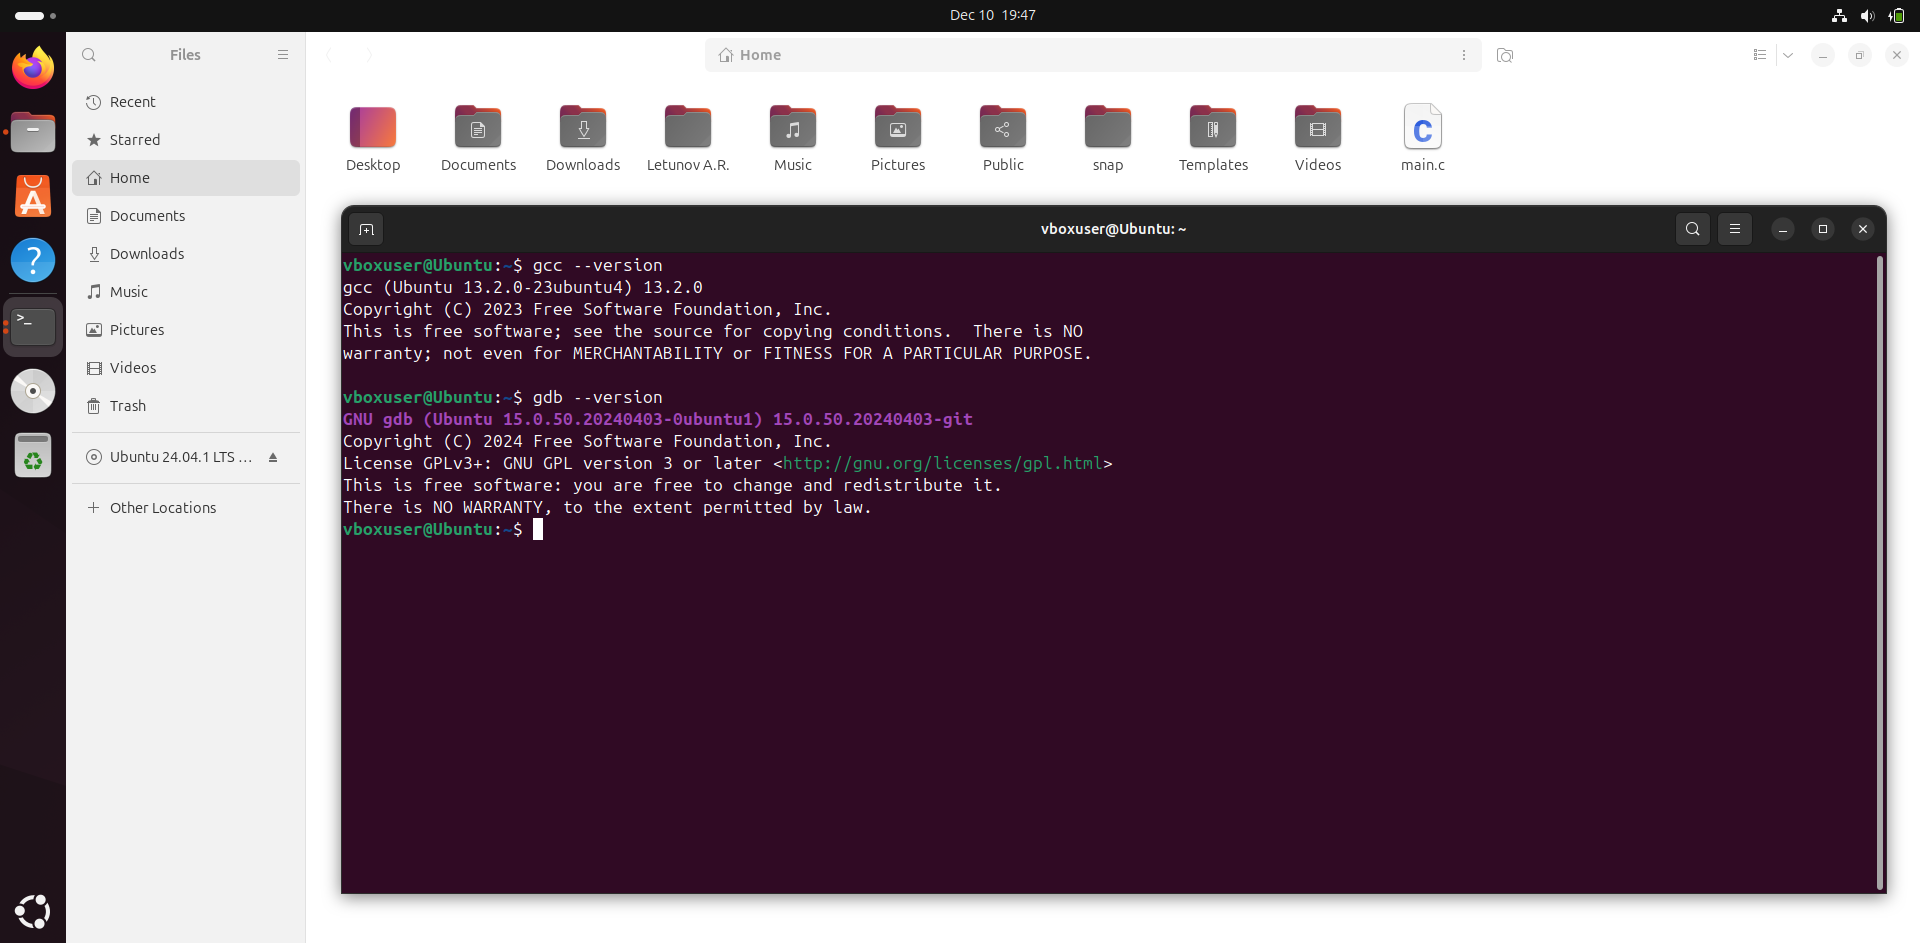 Dec 10 19:47
Files
Home
Recent
Starred
Home
Documents
Downloads
Music
Pictures
Videos
Trash
Ubuntu 24.04.1 LTS ...
Other Locations
Desktop
Documents
Downloads
Letunov A.R.
Music
Pictures
Public
snap
Templates
Videos
main.c
vboxuser@Ubuntu: ~
vboxuser@Ubuntu:~$ gcc --version
gcc (Ubuntu 13.2.0-23ubuntu4) 13.2.0
Copyright (C) 2023 Free Software Foundation, Inc.
This is free software; see the source for copying conditions.  There is NO
warranty; not even for MERCHANTABILITY or FITNESS FOR A PARTICULAR PURPOSE.
vboxuser@Ubuntu:~$ gdb --version
GNU gdb (Ubuntu 15.0.50.20240403-0ubuntu1) 15.0.50.20240403-git
Copyright (C) 2024 Free Software Foundation, Inc.
License GPLv3+: GNU GPL version 3 or later <http://gnu.org/licenses/gpl.html>
This is free software: you are free to change and redistribute it.
There is NO WARRANTY, to the extent permitted by law.
vboxuser@Ubuntu:~$